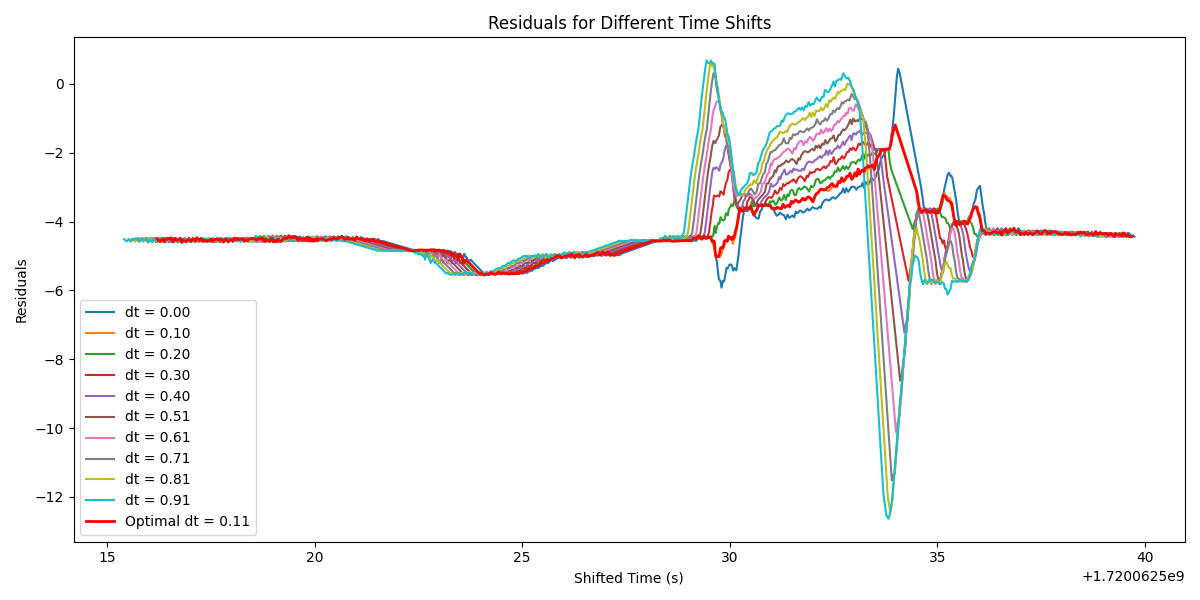 Residuals for Different Time Shifts
Residuals
0
−2
−4
−6
−8
−10
−12
dt = 0.00
dt = 0.10
dt = 0.20
dt = 0.30
dt = 0.40
dt = 0.51
dt = 0.61
dt = 0.71
dt = 0.81
dt = 0.91
Optimal dt = 0.11
15 20 25 30 35 40
+1.7200625e9
Shifted Time (s)